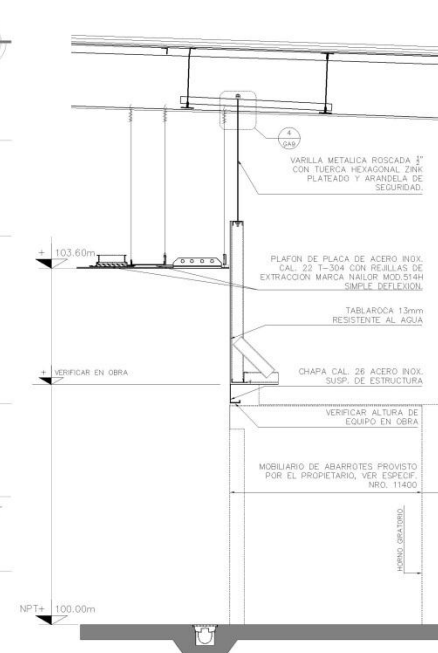 4
GAB
VARILLA METALICA ROSCADA ½"
CON TUERCA HEXAGONAL ZINK
PLATEADO Y ARANDELA DE
SEGURIDAD.
+ 103.60m
PLAFON DE PLACA DE ACERO INOX.
CAL. 22 T-304 CON REJILLAS DE
EXTRACCIÓN MARCA NAILOR MOD.514H
SIMPLE DEFLEXION.
TABLAROCA 13mm
RESISTENTE AL AGUA
+ VERIFICAR EN OBRA
CHAPA CAL. 26 ACERO INOX.
SUSP. DE ESTRUCTURA
VERIFICAR ALTURA DE
EQUIPO EN OBRA
MOBILIARIO DE ABARROTES PROVISTO
POR EL PROPIETARIO, VER ESPECIF.
NRO. 11400
HORNO GIRATORIO
NPT+ 100.00m